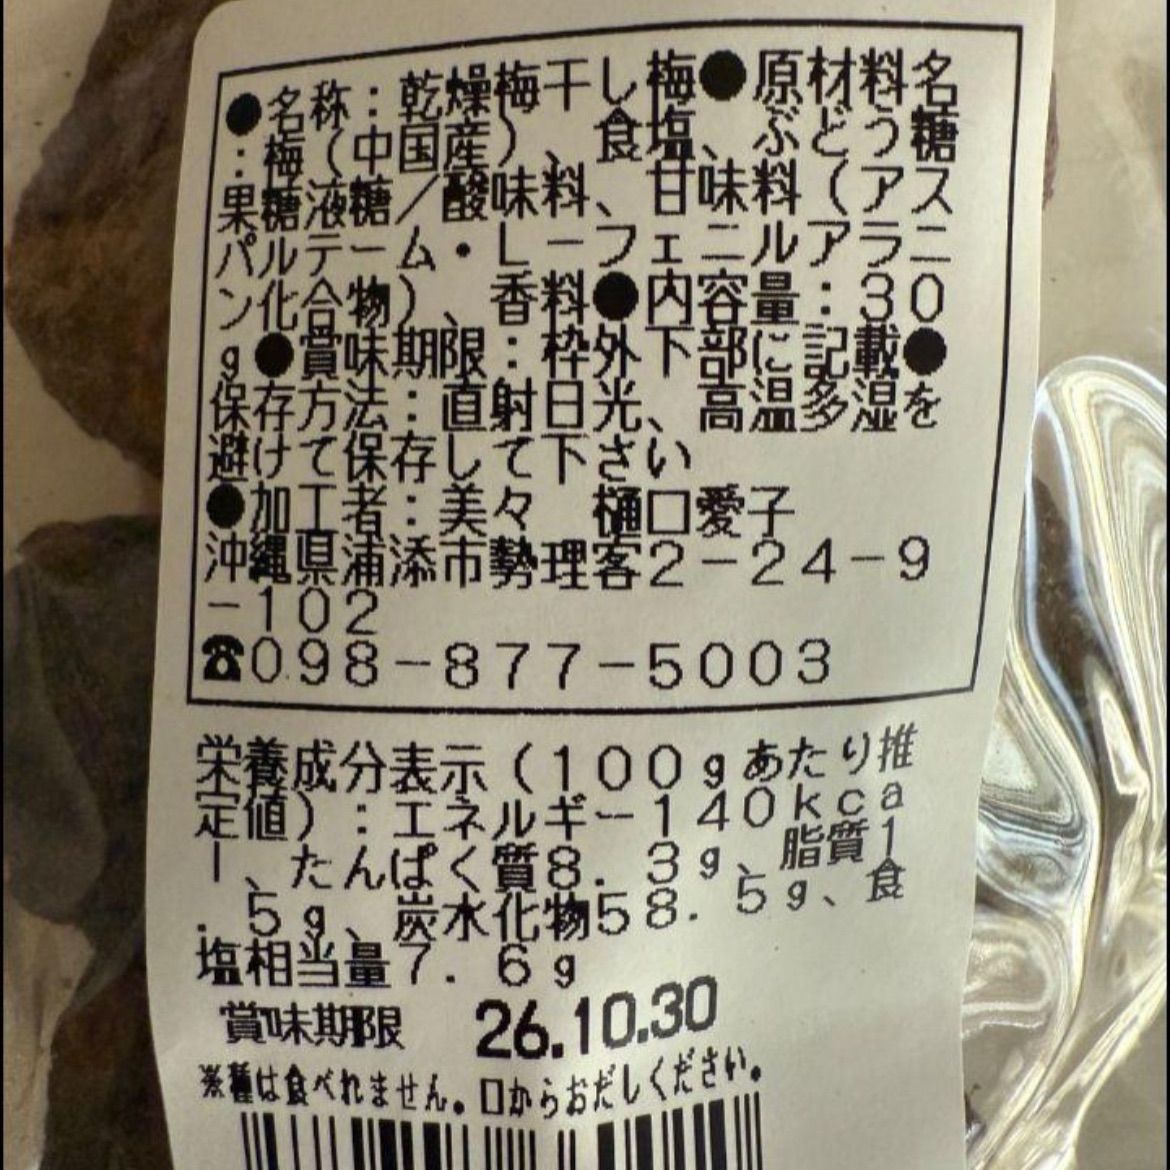 ●名称：乾燥梅干し梅●原材料名
：梅（中国産）、食塩、ぶどう糖
果糖液糖／酸味料、甘味料（アス
パルテーム・L－フェニルアラニ
ン化合物）、香料●内容量：30
g●賞味期限：枠外下部に記載●
保存方法：直射日光、高温多湿を
避けて保存して下さい
●加工者：美々　樋口愛子
沖縄県浦添市勢理客2－24－9
－102
☎098－877－5003
栄養成分表示（100gあたり推
定値）：エネルギー140kca
l、たんぱく質8．3g、脂質1
．5g、炭水化物58．5g、食
塩相当量7．6g
賞味期限　26.10.30
※種は食べれません。口からおだしください。